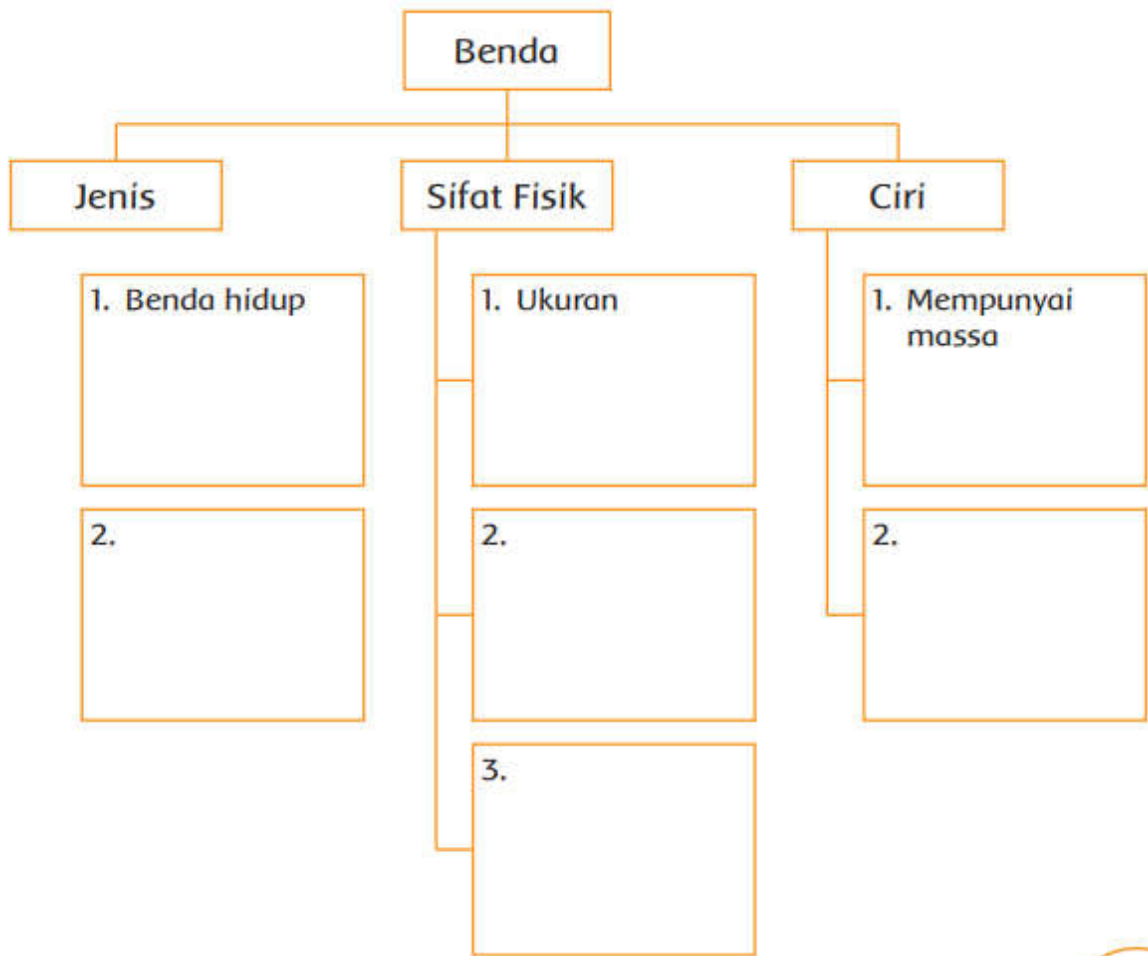 Benda
Jenis
Sifat Fisik
Ciri
1. Benda hidup
2.
1. Ukuran
2.
3.
1. Mempunyai
massa
2.